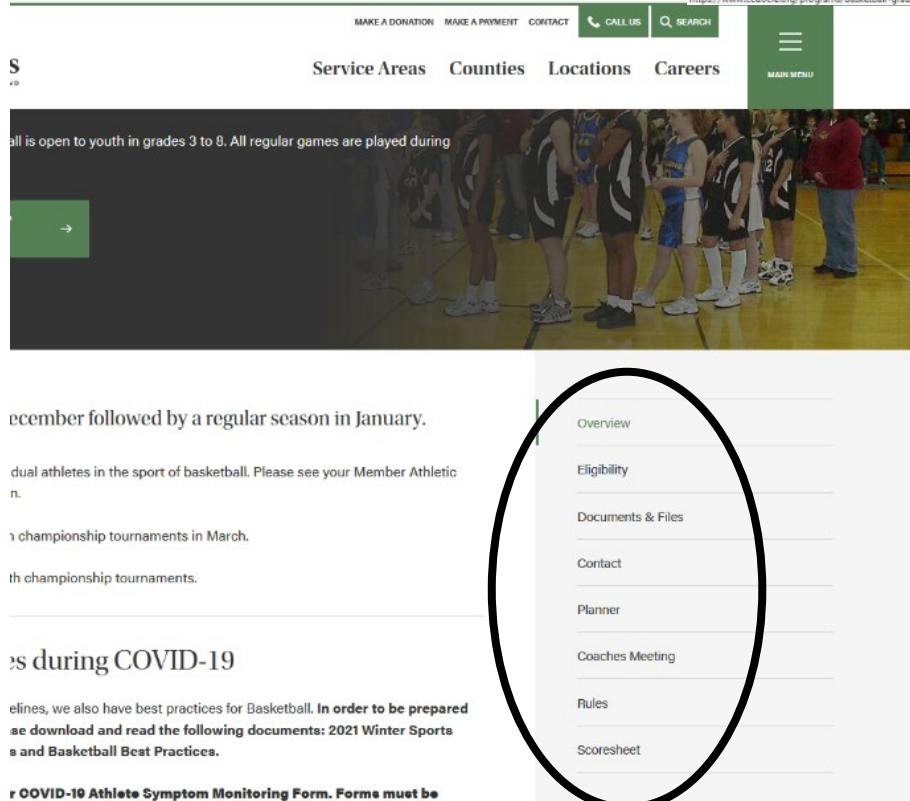 MAKE A DONATION MAKE A PAYMENT CONTACT CALL US SEARCH
Service Areas Counties Locations Careers
MAIN MENU
all is open to youth in grades 3 to 8. All regular games are played during
ecember followed by a regular season in January.
dual athletes in the sport of basketball. Please see your Member Athletic
n.
n championship tournaments in March.
th championship tournaments.
es during COVID-19
elines, we also have best practices for Basketball. In order to be prepared
se download and read the following documents: 2021 Winter Sports
s and Basketball Best Practices.
r COVID-19 Athlete Symptom Monitoring Form. Forms must be
Overview
Eligibility
Documents & Files
Contact
Planner
Coaches Meeting
Rules
Scoresheet